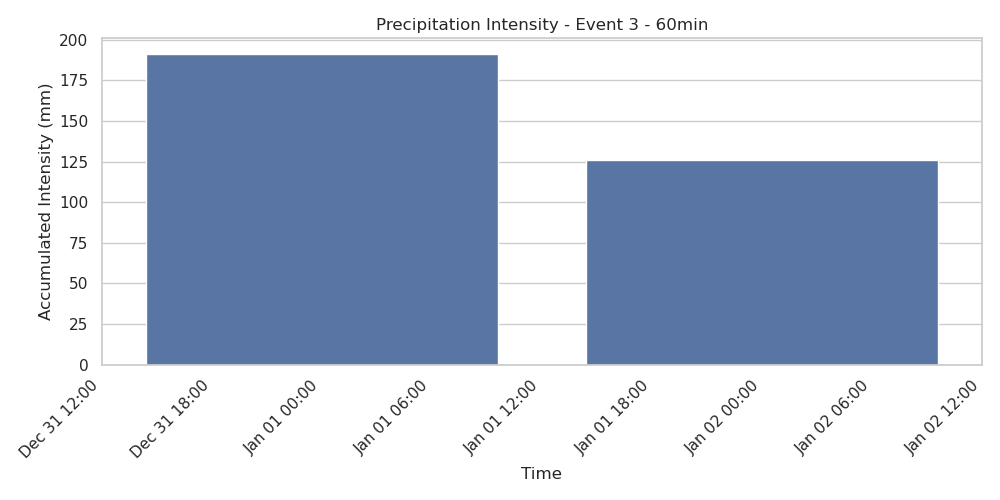 Precipitation Intensity - Event 3 - 60min
Accumulated Intensity (mm)
200
175
150
125
100
75
50
25
0
Dec 31 12:00
Dec 31 18:00
Jan 01 00:00
Jan 01 06:00
Jan 01 12:00
Jan 01 18:00
Jan 02 00:00
Jan 02 06:00
Jan 02 12:00
Time